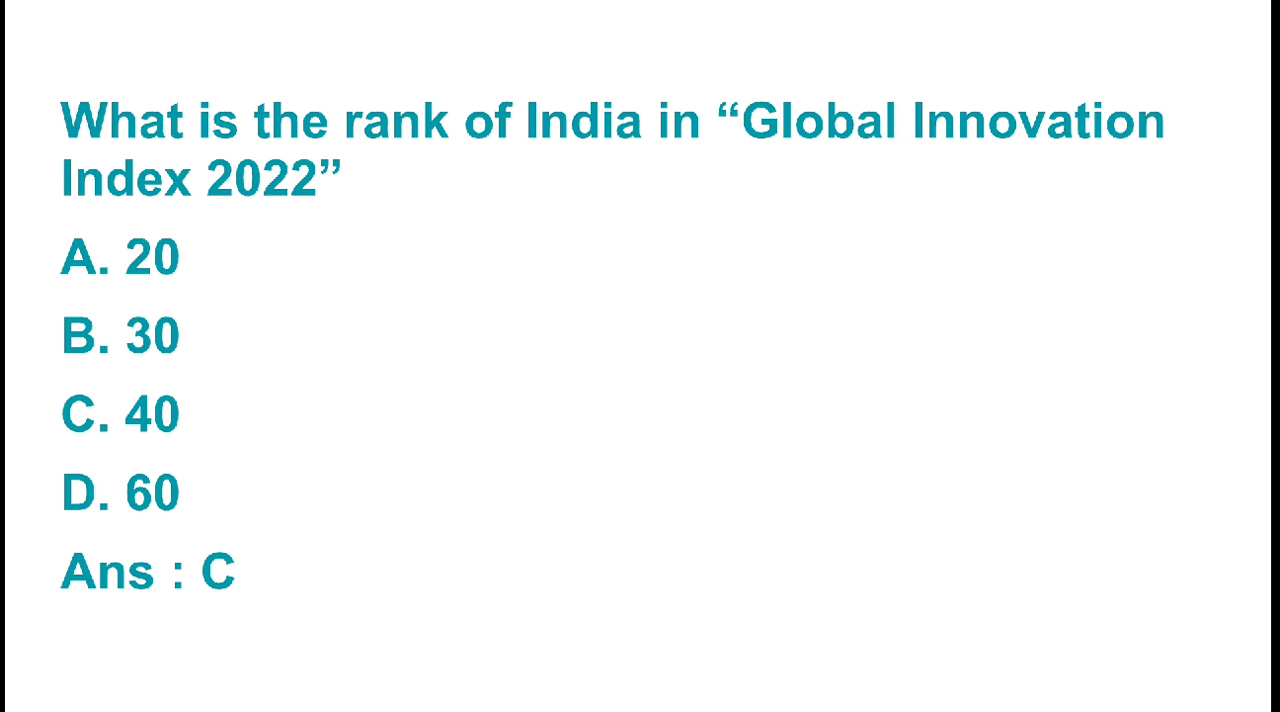 What is the rank of India in “Global Innovation
Index 2022”
A. 20
B. 30
C. 40
D. 60
Ans : C